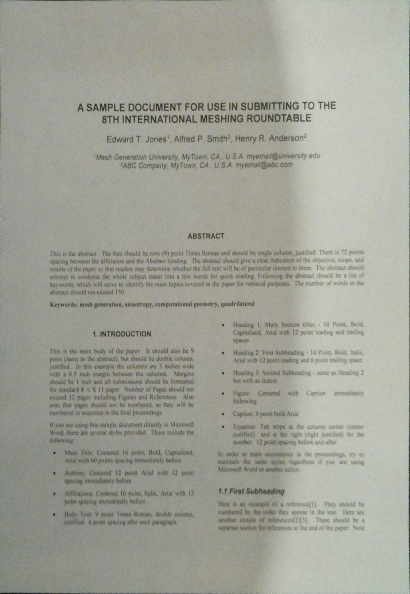 A SAMPLE DOCUMENT FOR USE IN SUBMITTING TO THE
8TH INTERNATIONAL MESHING ROUNDTABLE
Edward T. Jones1, Alfred P. Smith2, Henry R. Anderson2
1Mesh Generation University, MyTown, CA., U.S.A. myemail@university.edu
2ABC Company, MyTown, CA., U.S.A. myemail@abc.com
ABSTRACT
This is the abstract. The font should be nine (9) point Times Roman and should be single column, justified. There is 72 points
spacing between the affiliation and the Abstract heading. The abstract should give a clear indication of the objective, scope, and
results of the paper so that readers may determine whether the full text will be of particular interest to them. The abstract should
attempt to condense the whole subject matter into a few words for quick reading. Following the abstract should be a list of
keywords, which will serve to identify the main topics covered in the paper for retrieval purposes. The number of words in the
abstract should not exceed 150.
Keywords: mesh generation, anisotropy, computational geometry, quadrilateral
1. INTRODUCTION
This is the main body of the paper. It should also be 9
point (same as the abstract), but should be double column,
justified. In this example the columns are 3 inches wide
with a 0.5 inch margin between the columns. Margins
should be 1 inch and all submissions should be formatted
for standard 8 ½ X 11 paper. Number of Pages should not
exceed 12 pages including Figures and References. Also
note that pages should not be numbered, as they will be
numbered in sequence in the final proceedings.
If you are using this sample document directly in Microsoft
Word, there are several styles provided. These include the
following:
• Main Title: Centered 14 point, Bold, Capitalized,
Arial with 60 points spacing immediately before
• Authors: Centered 12 point Arial with 12 point
spacing immediately before
• Affiliations: Centered 10 point, Italic, Arial with 12
point spacing immediately before
• Body Text: 9 point Times Roman, double column,
justified. 6 point spacing after each paragraph.
• Heading 1: Main Section titles - 10 Point, Bold,
Capitalized, Arial with 12 point leading and trailing
spaces
• Heading 2: First Subheading - 10 Point, Bold, Italic,
Arial with 12 point leading and 6 point trailing space
• Heading 3: Second Subheading - same as Heading 2
but with an indent
• Figure: Centered with Caption immediately
following
• Caption: 9 point bold Arial
• Equation: Tab stops at the column center (center
justified) and at the right (right justified) for the
number. 12 point spacing before and after
In order to main consistency in the proceedings, try to
maintain the same styles regardless if you are using
Microsoft Word or another editor.
1.1 First Subheading
Here is an example of a reference[1]. They should be
numbered by the order they appear in the text. Here are
another couple of references[2][3]. There should be a
separate section for references at the end of the paper. Note